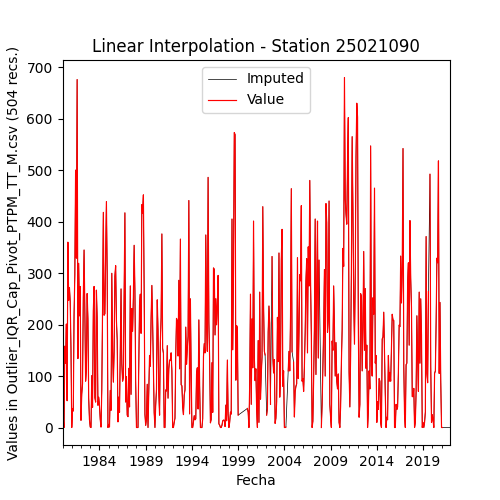 Linear Interpolation - Station 25021090
Values in Outlier_IQR_Cap_Pivot_PTPM_TT_M.csv (504 recs.)
700
600
500
400
300
200
100
0
Imputed
Value
1984 1989 1994 1999 2004 2009 2014 2019
Fecha